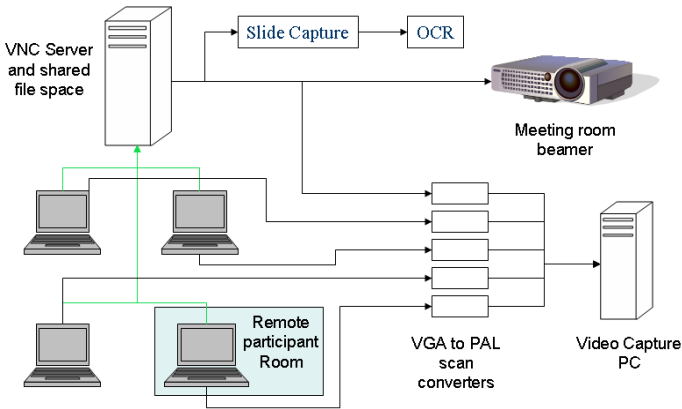 Slide Capture
OCR
VNC Server
and shared
file space
Meeting room
beamer
Remote
participant
Room
VGA to PAL
scan
converters
Video Capture
PC